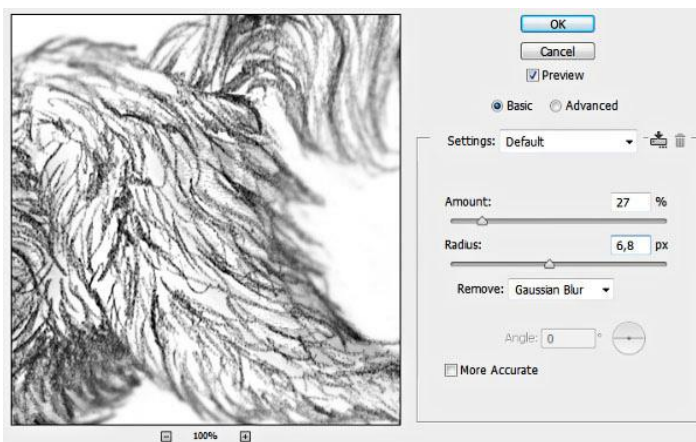 OK
Cancel
Preview
Basic Advanced
Settings: Default
Amount: 27 %
Radius: 6,8 px
Remove: Gaussian Blur
Angle: 0 °
More Accurate
100%